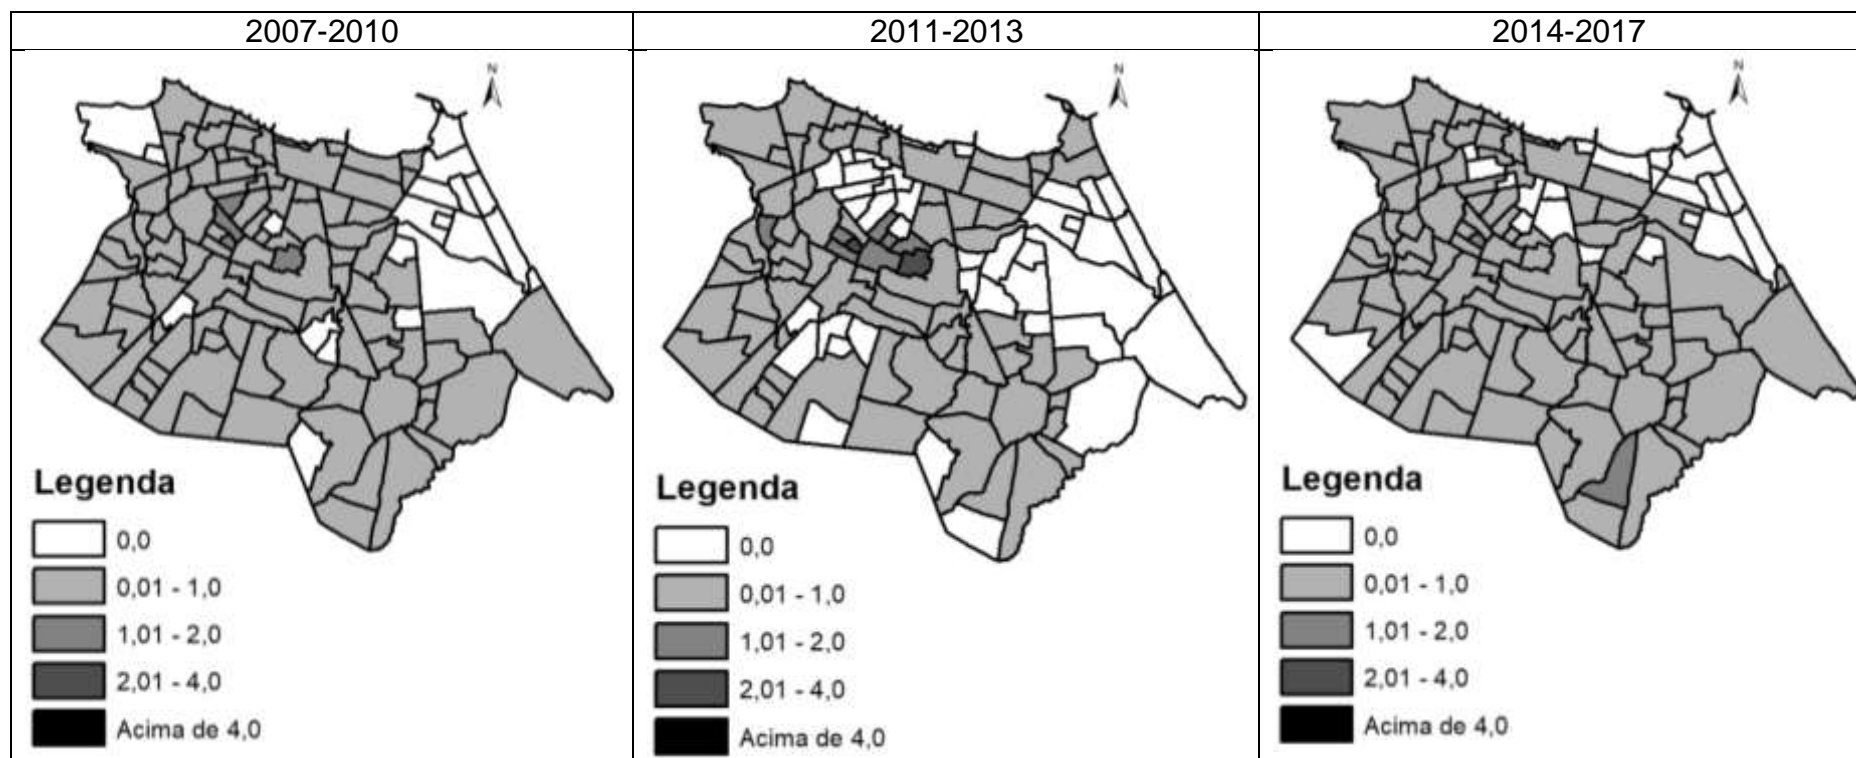 2007-2010
2011-2013
2014-2017
N
N
N
Legenda
0,0
0,01 - 1,0
1,01 - 2,0
2,01 - 4,0
Acima de 4,0
Legenda
0,0
0,01 - 1,0
1,01 - 2,0
2,01 - 4,0
Acima de 4,0
Legenda
0,0
0,01 - 1,0
1,01 - 2,0
2,01 - 4,0
Acima de 4,0